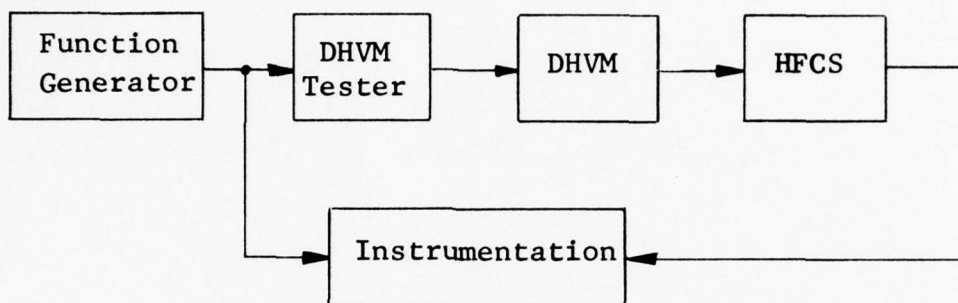 Function
Generator
DHVM
Tester
DHVM
HFCS
Instrumentation